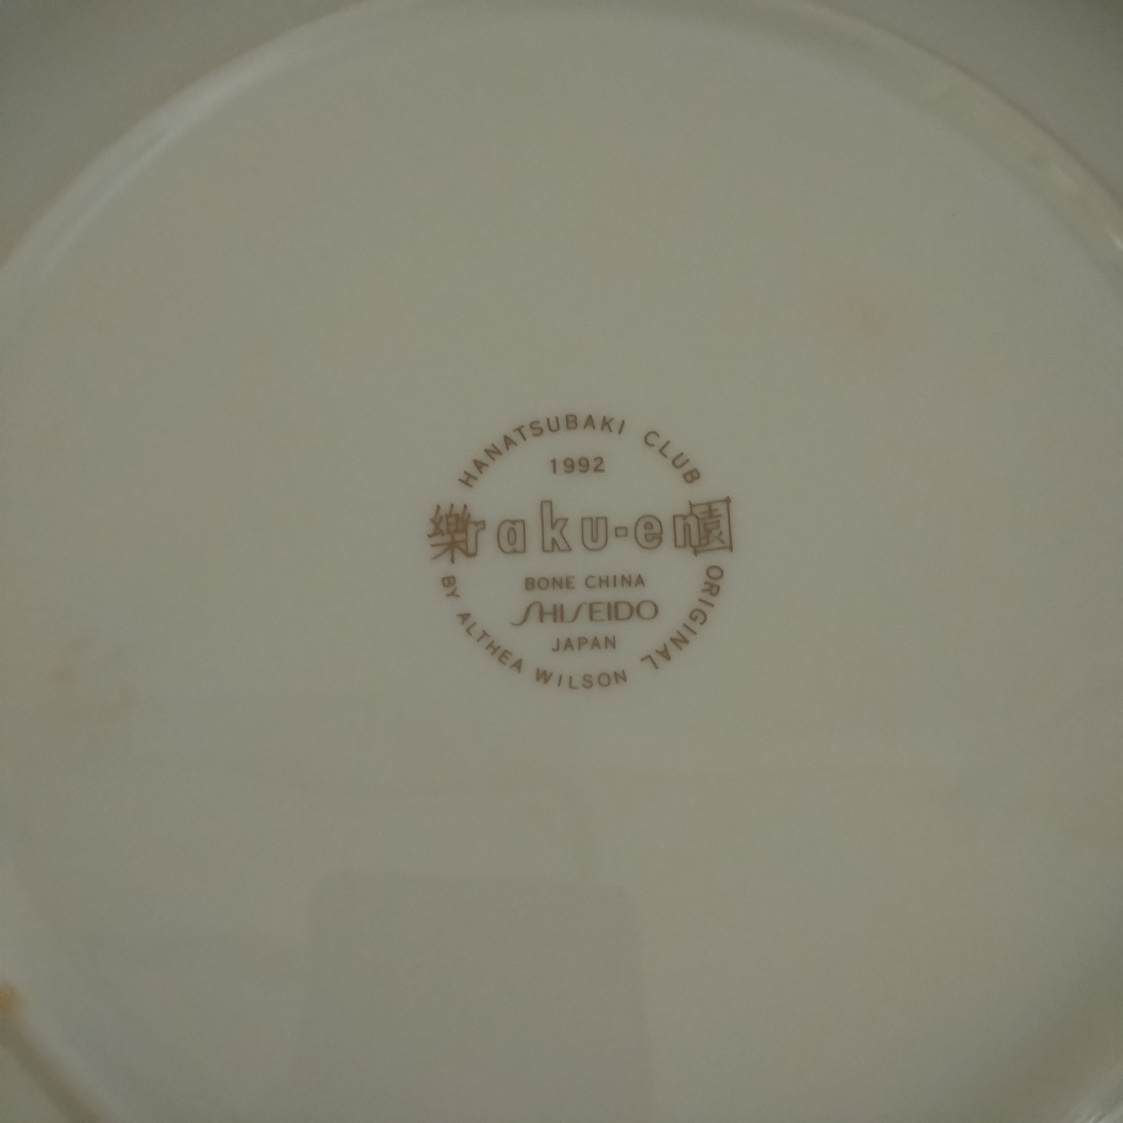 HANATSUBAKI CLUB
1992
樂raku-en園
BONE CHINA
SHISEIDO
JAPAN
ORIGINAL
BY ALTHEA WILSON